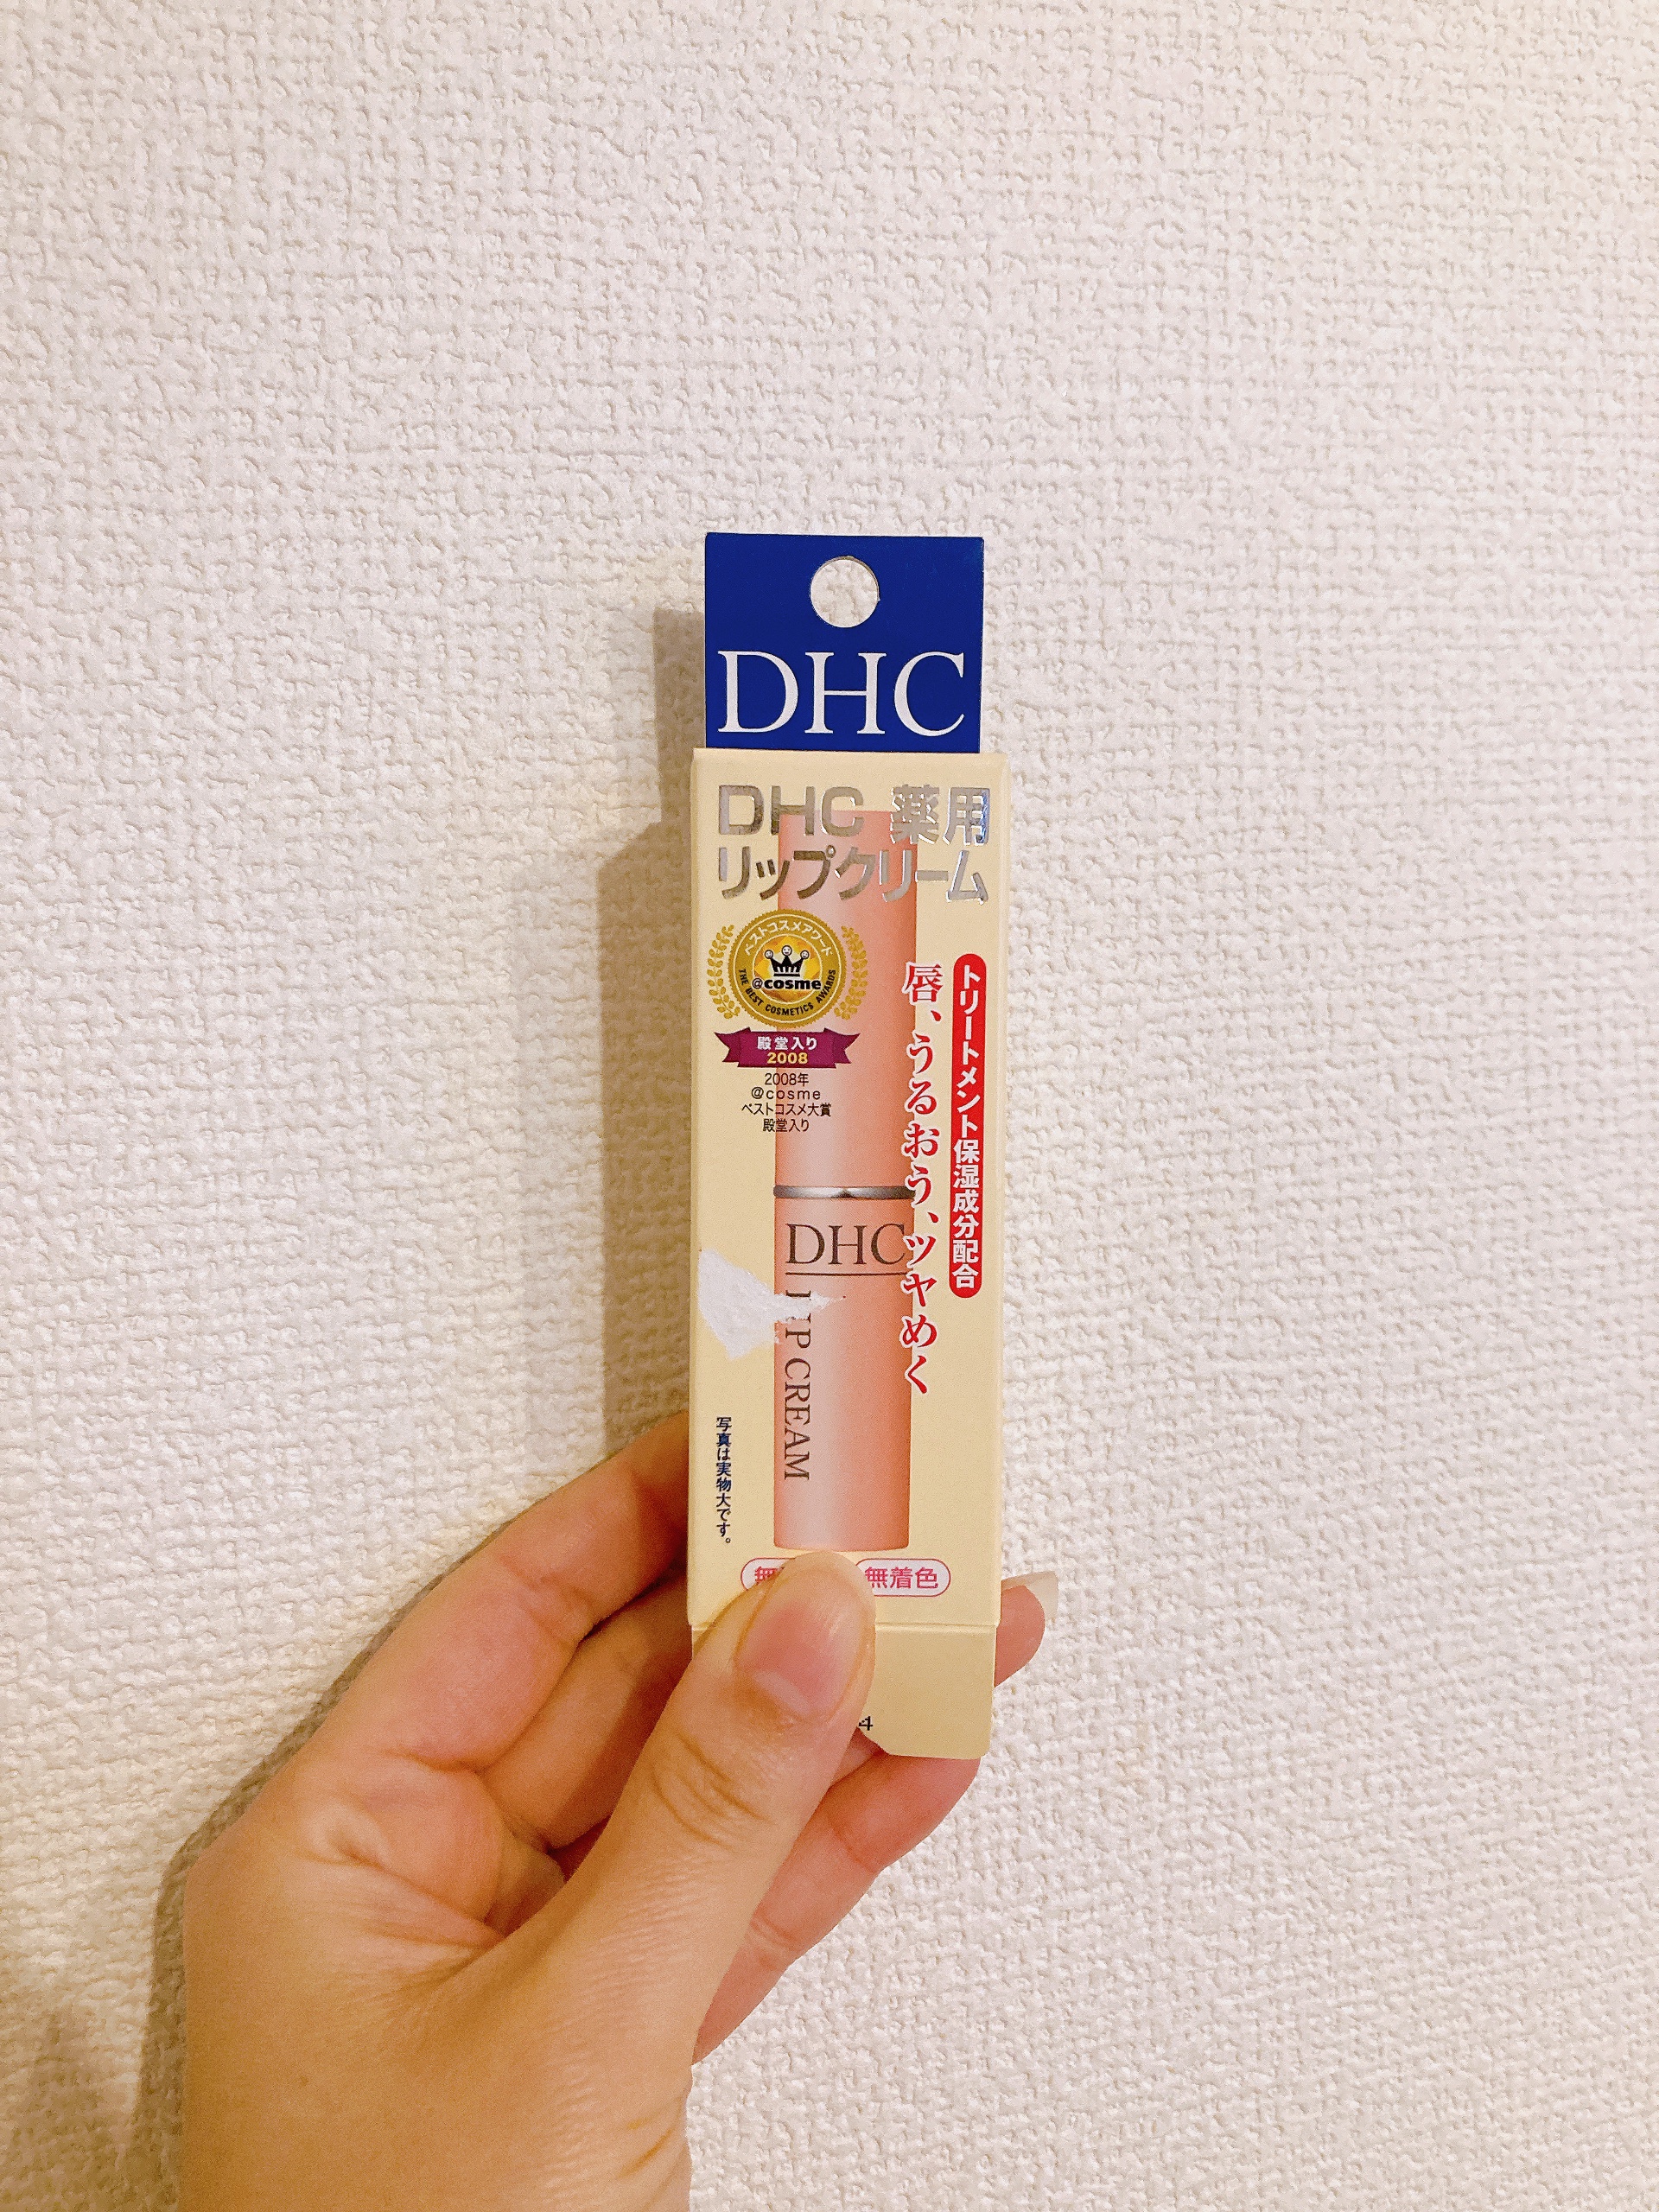 DHC
DHC 薬用
リップクリーム
ベストコスメアワード
@cosme
THE BEST COSMETICS AWARDS
殿堂入り
2008
2008年
@cosme
ベストコスメ大賞
殿堂入り
トリートメント保湿成分配合
唇、うるおう、ツヤめく
DHC
LIP CREAM
写真は実物大です。
無着色
4